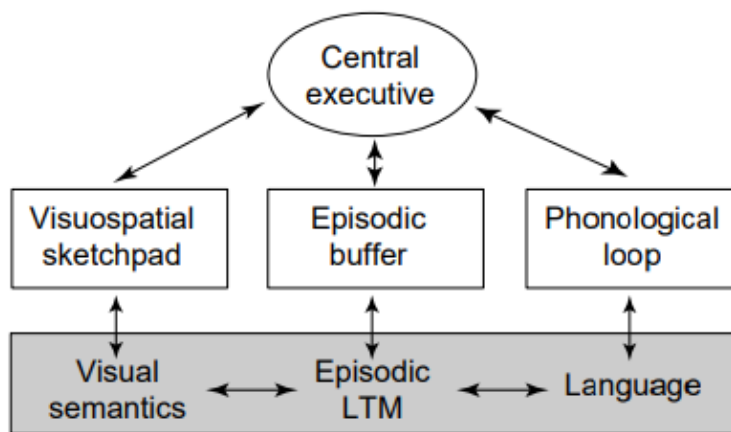 Central
executive
Visuospatial
sketchpad
Episodic
buffer
Phonological
loop
Visual
semantics
Episodic
LTM
Language